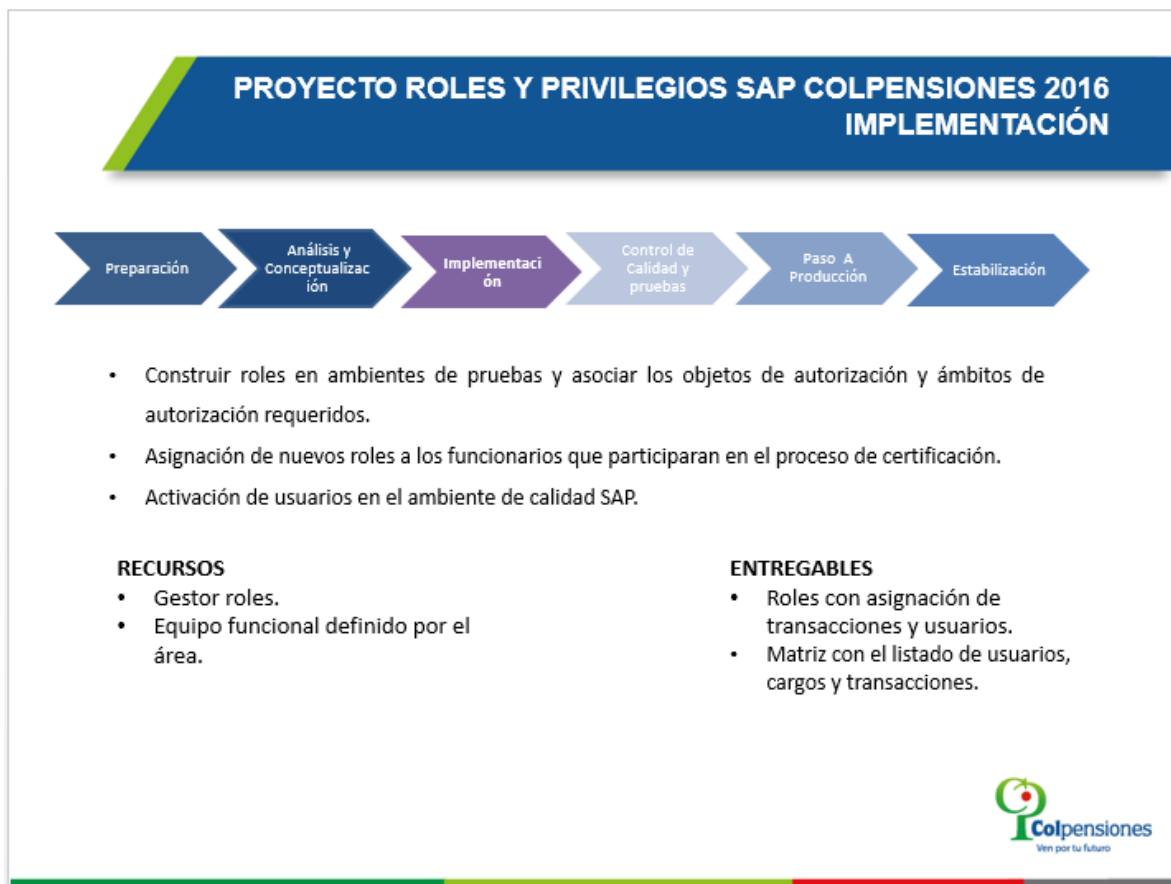 PROYECTO ROLES Y PRIVILEGIOS SAP COLPENSIONES 2016
IMPLEMENTACIÓN
Preparación
Análisis y
Conceptualizac
ión
Implementaci
ón
Control de
Calidad y
pruebas
Paso A
Producción
Estabilización
• Construir roles en ambientes de pruebas y asociar los objetos de autorización y ámbitos de
autorización requeridos.
• Asignación de nuevos roles a los funcionarios que participaran en el proceso de certificación.
• Activación de usuarios en el ambiente de calidad SAP.
RECURSOS
• Gestor roles.
• Equipo funcional definido por el
área.
ENTREGABLES
• Roles con asignación de
transacciones y usuarios.
• Matriz con el listado de usuarios,
cargos y transacciones.
Colpensiones
Ven por tu futuro